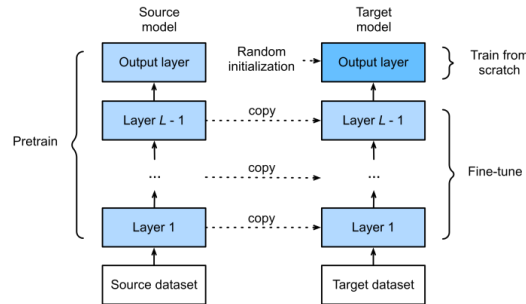 Source
model
Target
model
Output layer
Random
initialization
Output layer
Train from
scratch
Layer L - 1
copy
Layer L - 1
Pretrain
...
copy
...
Fine-tune
Layer 1
copy
Layer 1
Source dataset
Target dataset